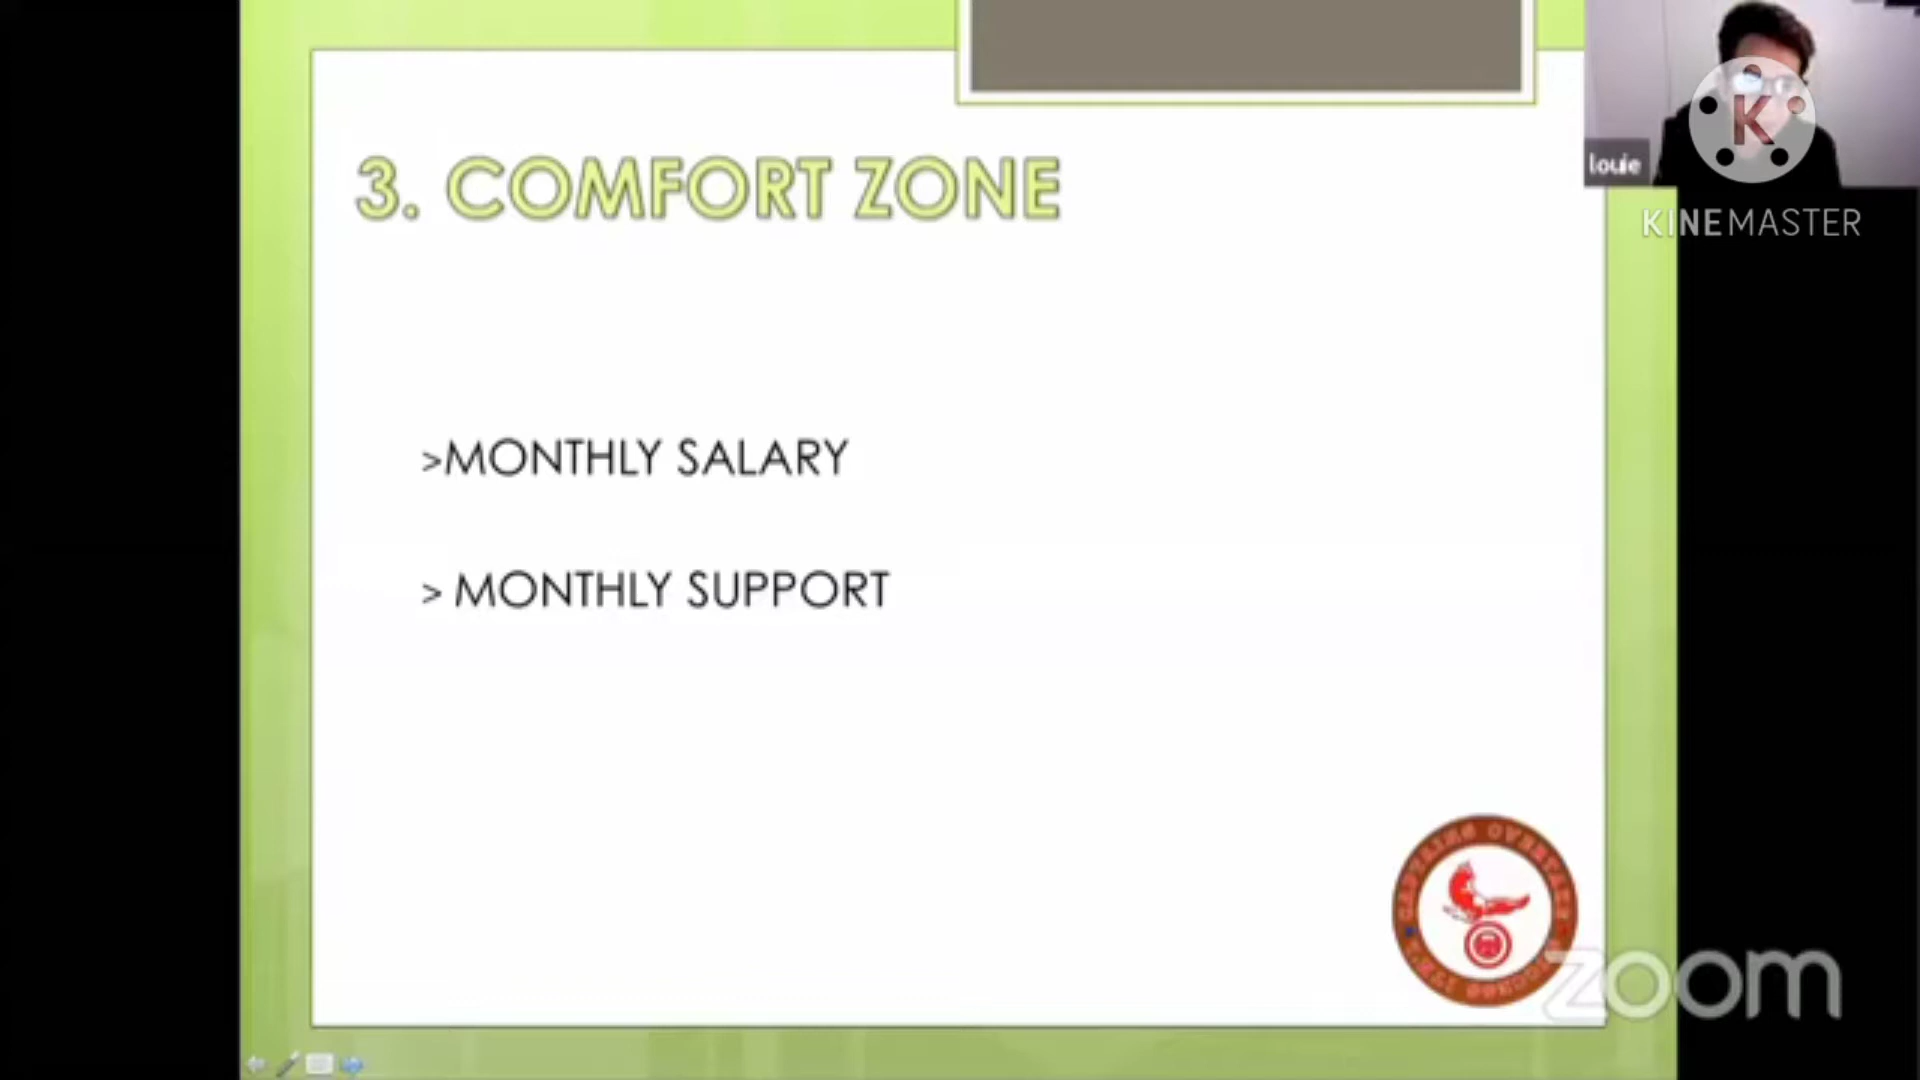 3. COMFORT ZONE
>MONTHLY SALARY
> MONTHLY SUPPORT
louie
K
KINEMASTER
zoom